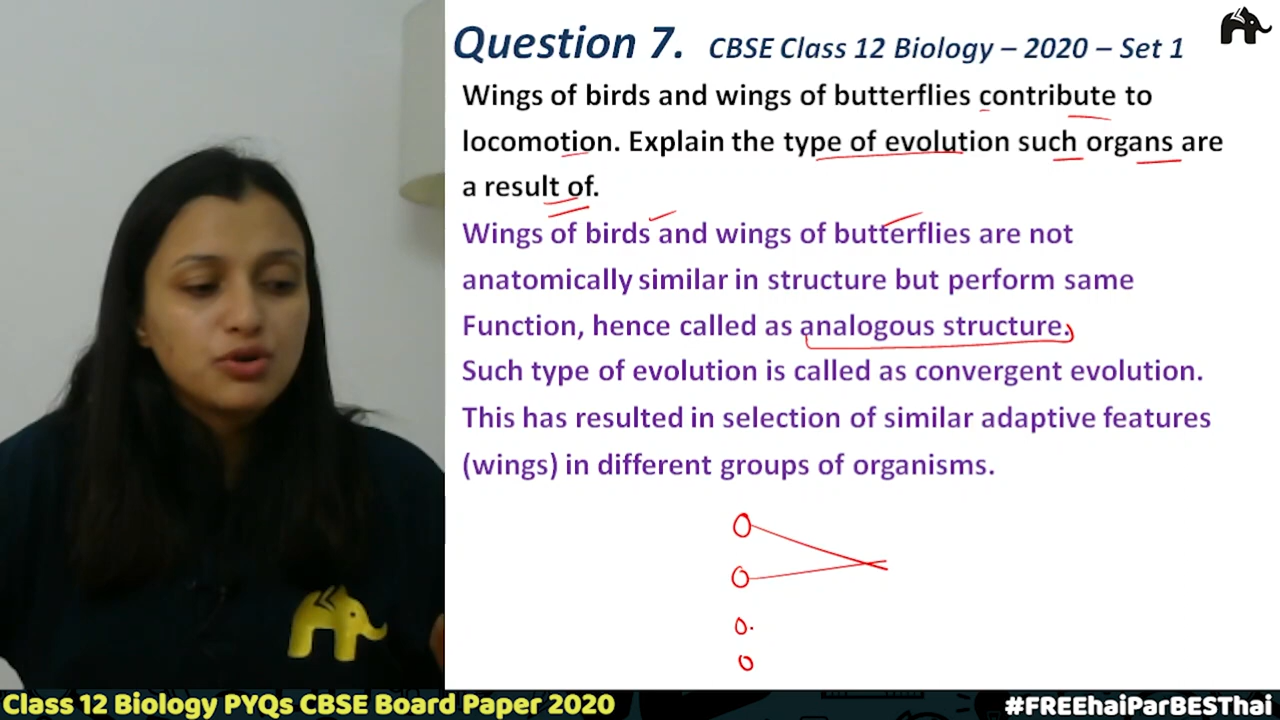 Question 7. CBSE Class 12 Biology – 2020 – Set 1
Wings of birds and wings of butterflies contribute to
locomotion. Explain the type of evolution such organs are
a result of.
Wings of birds and wings of butterflies are not
anatomically similar in structure but perform same
Function, hence called as analogous structure.
Such type of evolution is called as convergent evolution.
This has resulted in selection of similar adaptive features
(wings) in different groups of organisms.
Class 12 Biology PYQs CBSE Board Paper 2020
#FREEhaiParBESThai